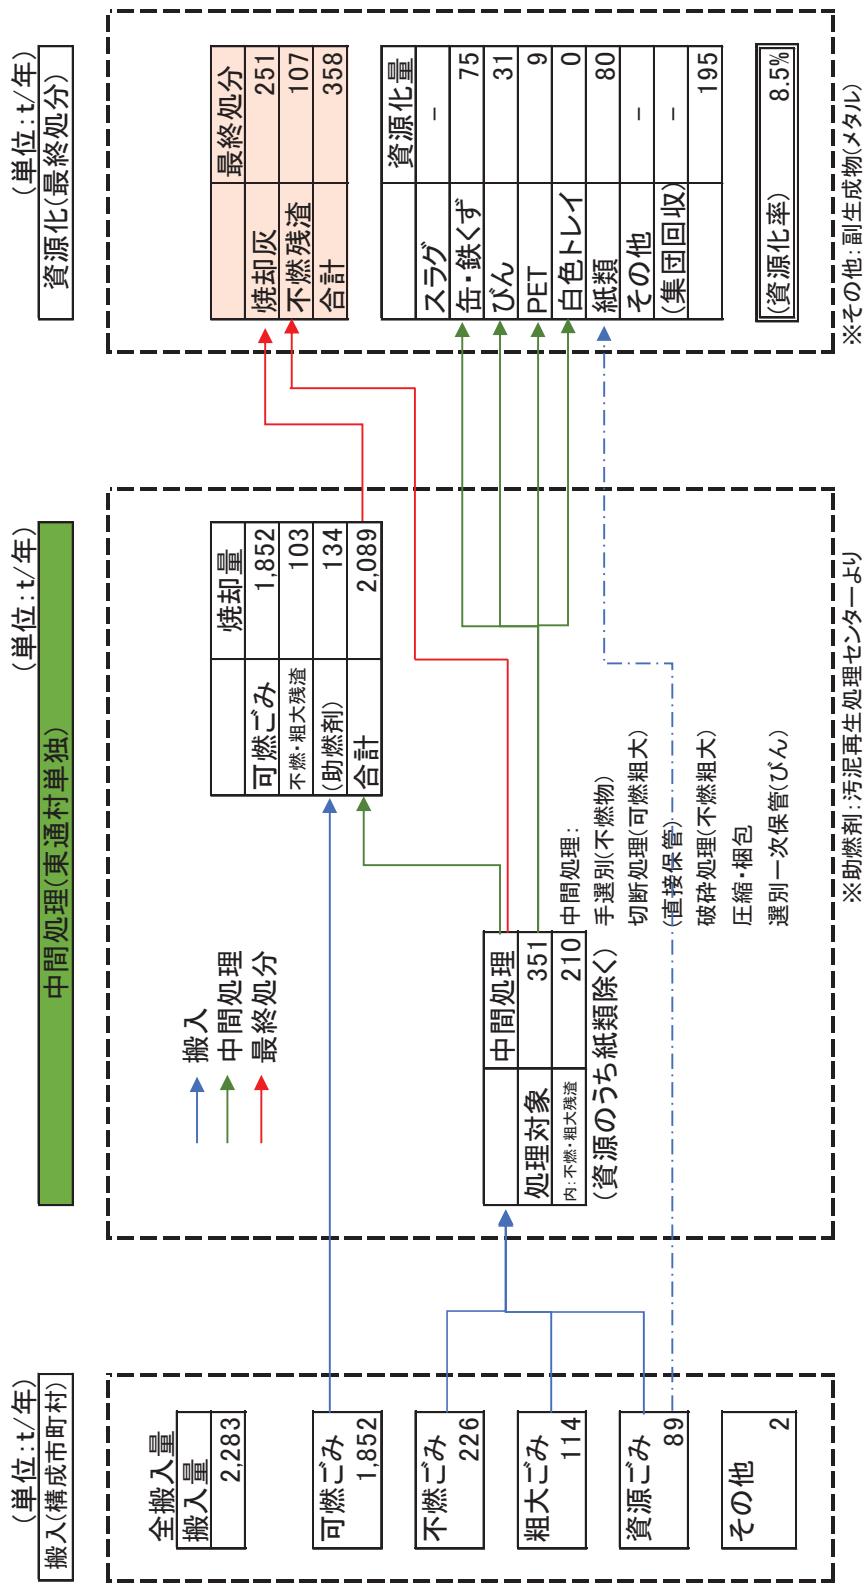 (単位:t/年)
搬入(構成市町村)
全搬入量
搬入量
2,283
可燃ごみ
1,852
不燃ごみ
226
粗大ごみ
114
資源ごみ
89
その他
2
(単位:t/年)
中間処理(東通村単独)
搬入
中間処理
最終処分
焼却量
可燃ごみ 1,852
不燃・粗大残渣 103
(助燃剤) 134
合計 2,089
中間処理
処理対象 351
内:不燃・粗大残渣 210
(資源のうち紙類除く)
中間処理:
手選別(不燃物)
切断処理(可燃粗大)
(直接保管)
破砕処理(不燃粗大)
圧縮・梱包
選別一次保管(びん)
※助燃剤:汚泥再生処理センターより
(単位:t/年)
資源化(最終処分)
最終処分
焼却灰 251
不燃残渣 107
合計 358
資源化量
スラグ －
缶・鉄くず 75
びん 31
PET 9
白色トレイ 0
紙類 80
その他 －
(集団回収) －
195
(資源化率) 8.5%
※その他:副生成物(メタル)